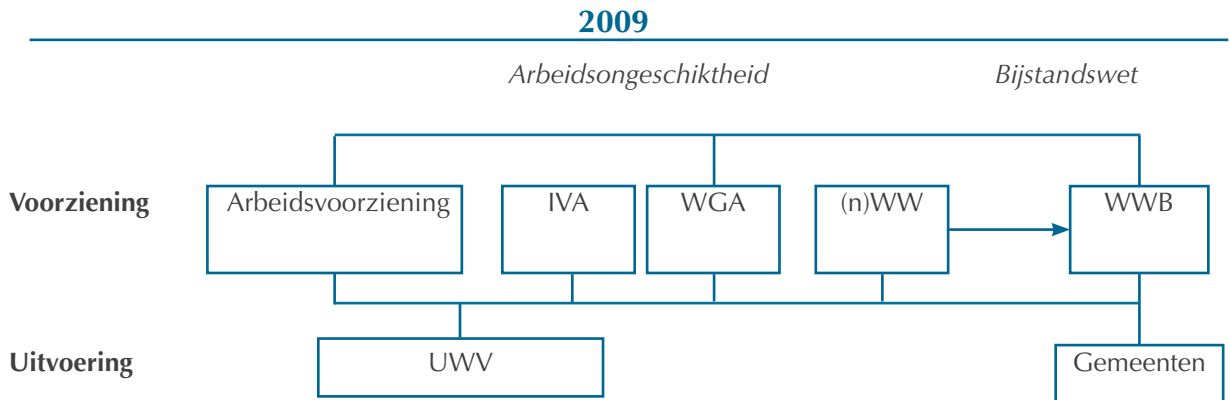 2009
Arbeidsongeschiktheid Bijstandswet
Voorziening Arbeidsvoorziening IVA WGA (n)WW WWB
Uitvoering UWV Gemeenten